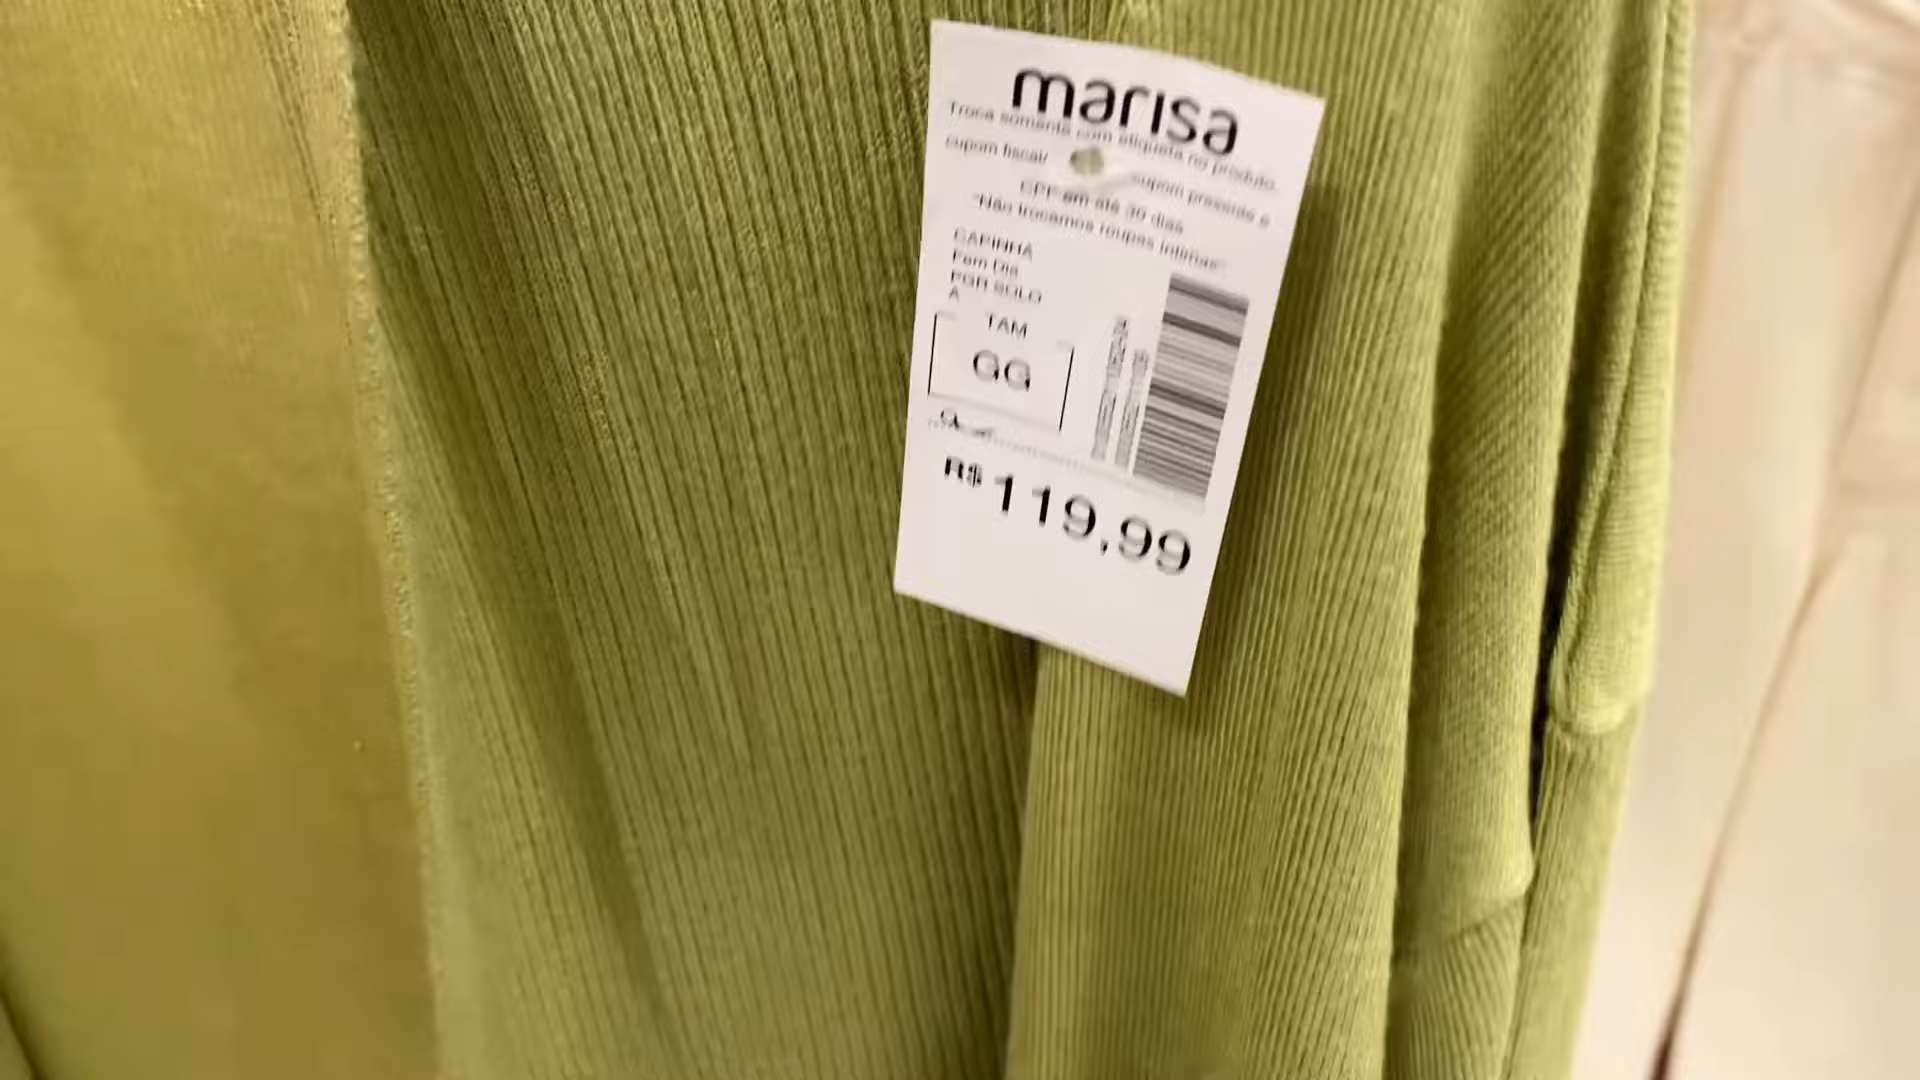 marisa
Troca somente com etiqueta no produto,
cupom fiscal/ cupom presente e
CPF em até 30 dias
"Não trocamos roupas íntimas"
CAPINHA
Fem Dia
PGR SOLO
A
TAM
GG
R$ 119,99